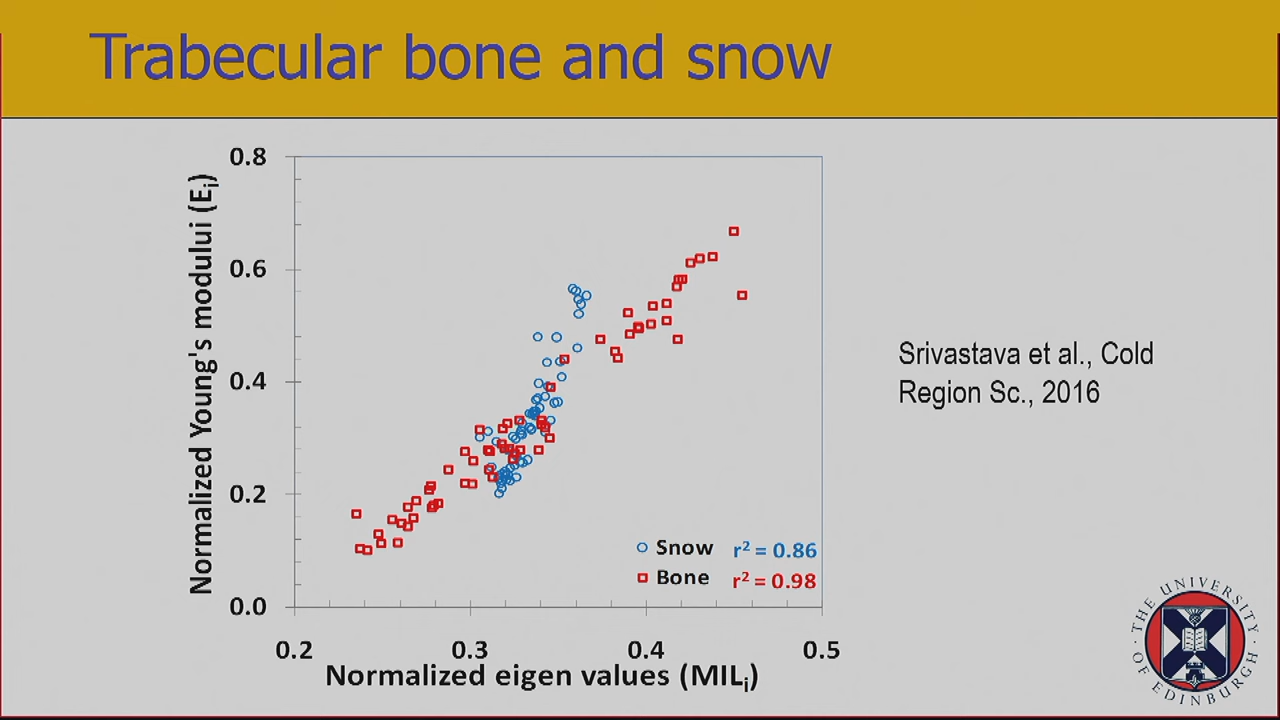 Trabecular bone and snow
0.8
0.6
0.4
0.2
0.0
Normalized Young's modului (Ei)
0.2 0.3 0.4 0.5
Normalized eigen values (MILi)
Snow r² = 0.86
Bone r² = 0.98
Srivastava et al., Cold
Region Sc., 2016
THE UNIVERSITY
OF EDINBURGH